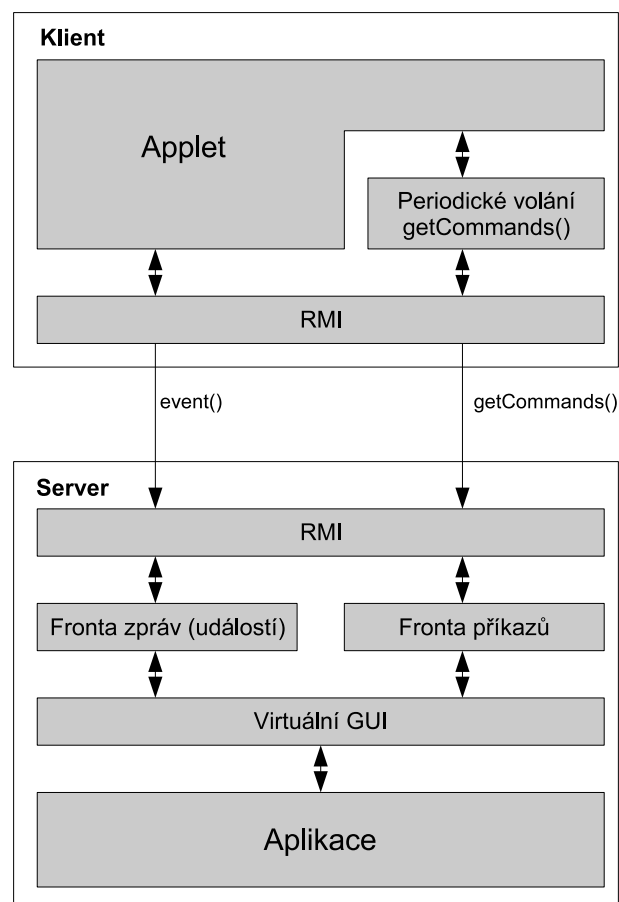 Klient
Applet
Periodické volání
getCommands()
RMI
event()
getCommands()
Server
RMI
Fronta zpráv (událostí)
Fronta příkazů
Virtuální GUI
Aplikace